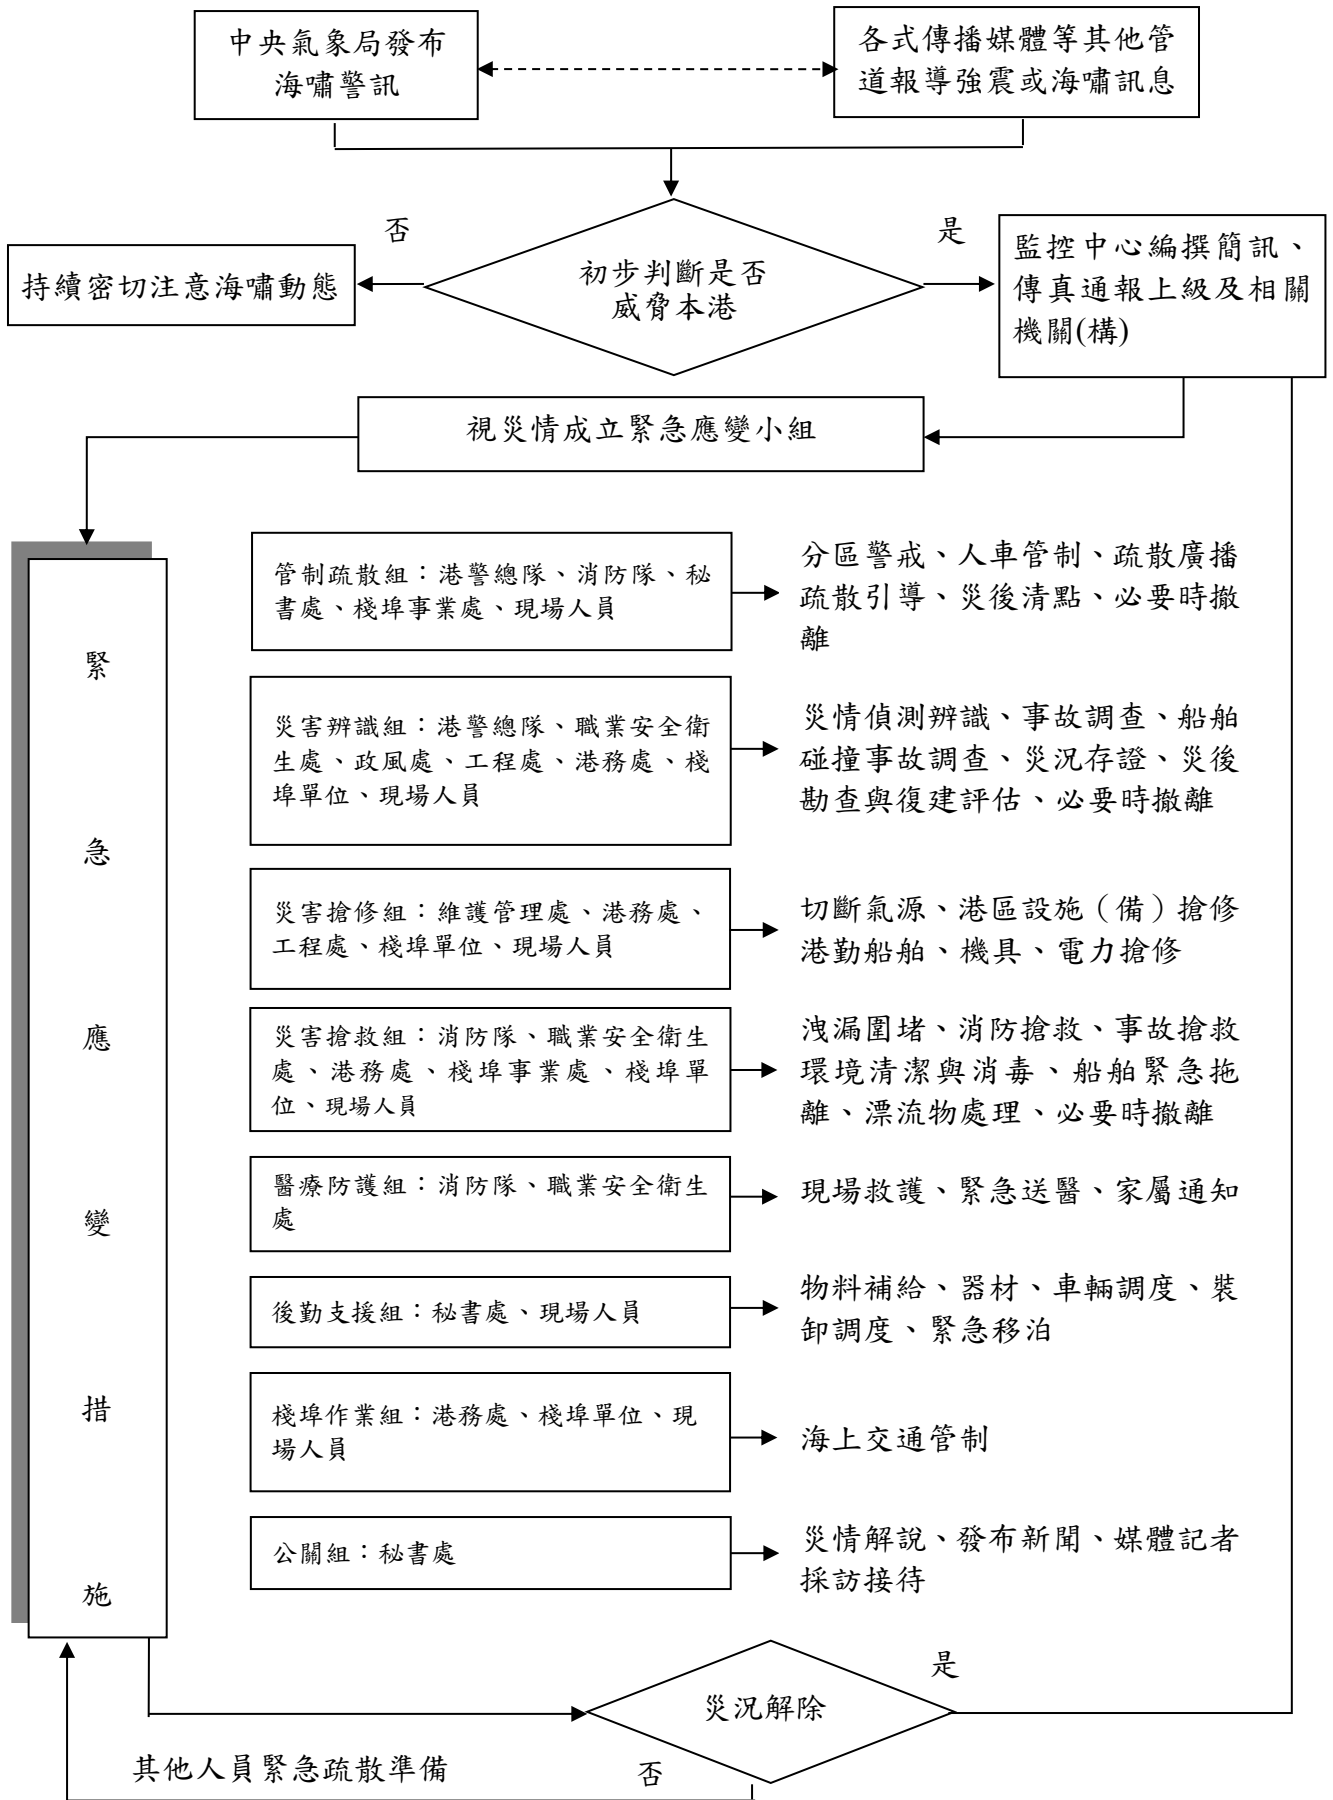 中央氣象局發布
海嘯警訊
各式傳播媒體等其他管
道報導強震或海嘯訊息
否
是
持續密切注意海嘯動態
初步判斷是否
威脅本港
監控中心編撰簡訊、
傳真通報上級及相關
機關(構)
視災情成立緊急應變小組
緊
急
應
變
措
施
管制疏散組：港警總隊、消防隊、秘
書處、棧埠事業處、現場人員
分區警戒、人車管制、疏散廣播
疏散引導、災後清點、必要時撤
離
災害辨識組：港警總隊、職業安全衛
生處、政風處、工程處、港務處、棧
埠單位、現場人員
災情偵測辨識、事故調查、船舶
碰撞事故調查、災況存證、災後
勘查與復建評估、必要時撤離
災害搶修組：維護管理處、港務處、
工程處、棧埠單位、現場人員
切斷氣源、港區設施（備）搶修
港勤船舶、機具、電力搶修
災害搶救組：消防隊、職業安全衛生
處、港務處、棧埠事業處、棧埠單
位、現場人員
洩漏圍堵、消防搶救、事故搶救
環境清潔與消毒、船舶緊急拖
離、漂流物處理、必要時撤離
醫療防護組：消防隊、職業安全衛生
處
現場救護、緊急送醫、家屬通知
後勤支援組：秘書處、現場人員
物料補給、器材、車輛調度、裝
卸調度、緊急移泊
棧埠作業組：港務處、棧埠單位、現
場人員
海上交通管制
公關組：秘書處
災情解說、發布新聞、媒體記者
採訪接待
是
災況解除
其他人員緊急疏散準備
否